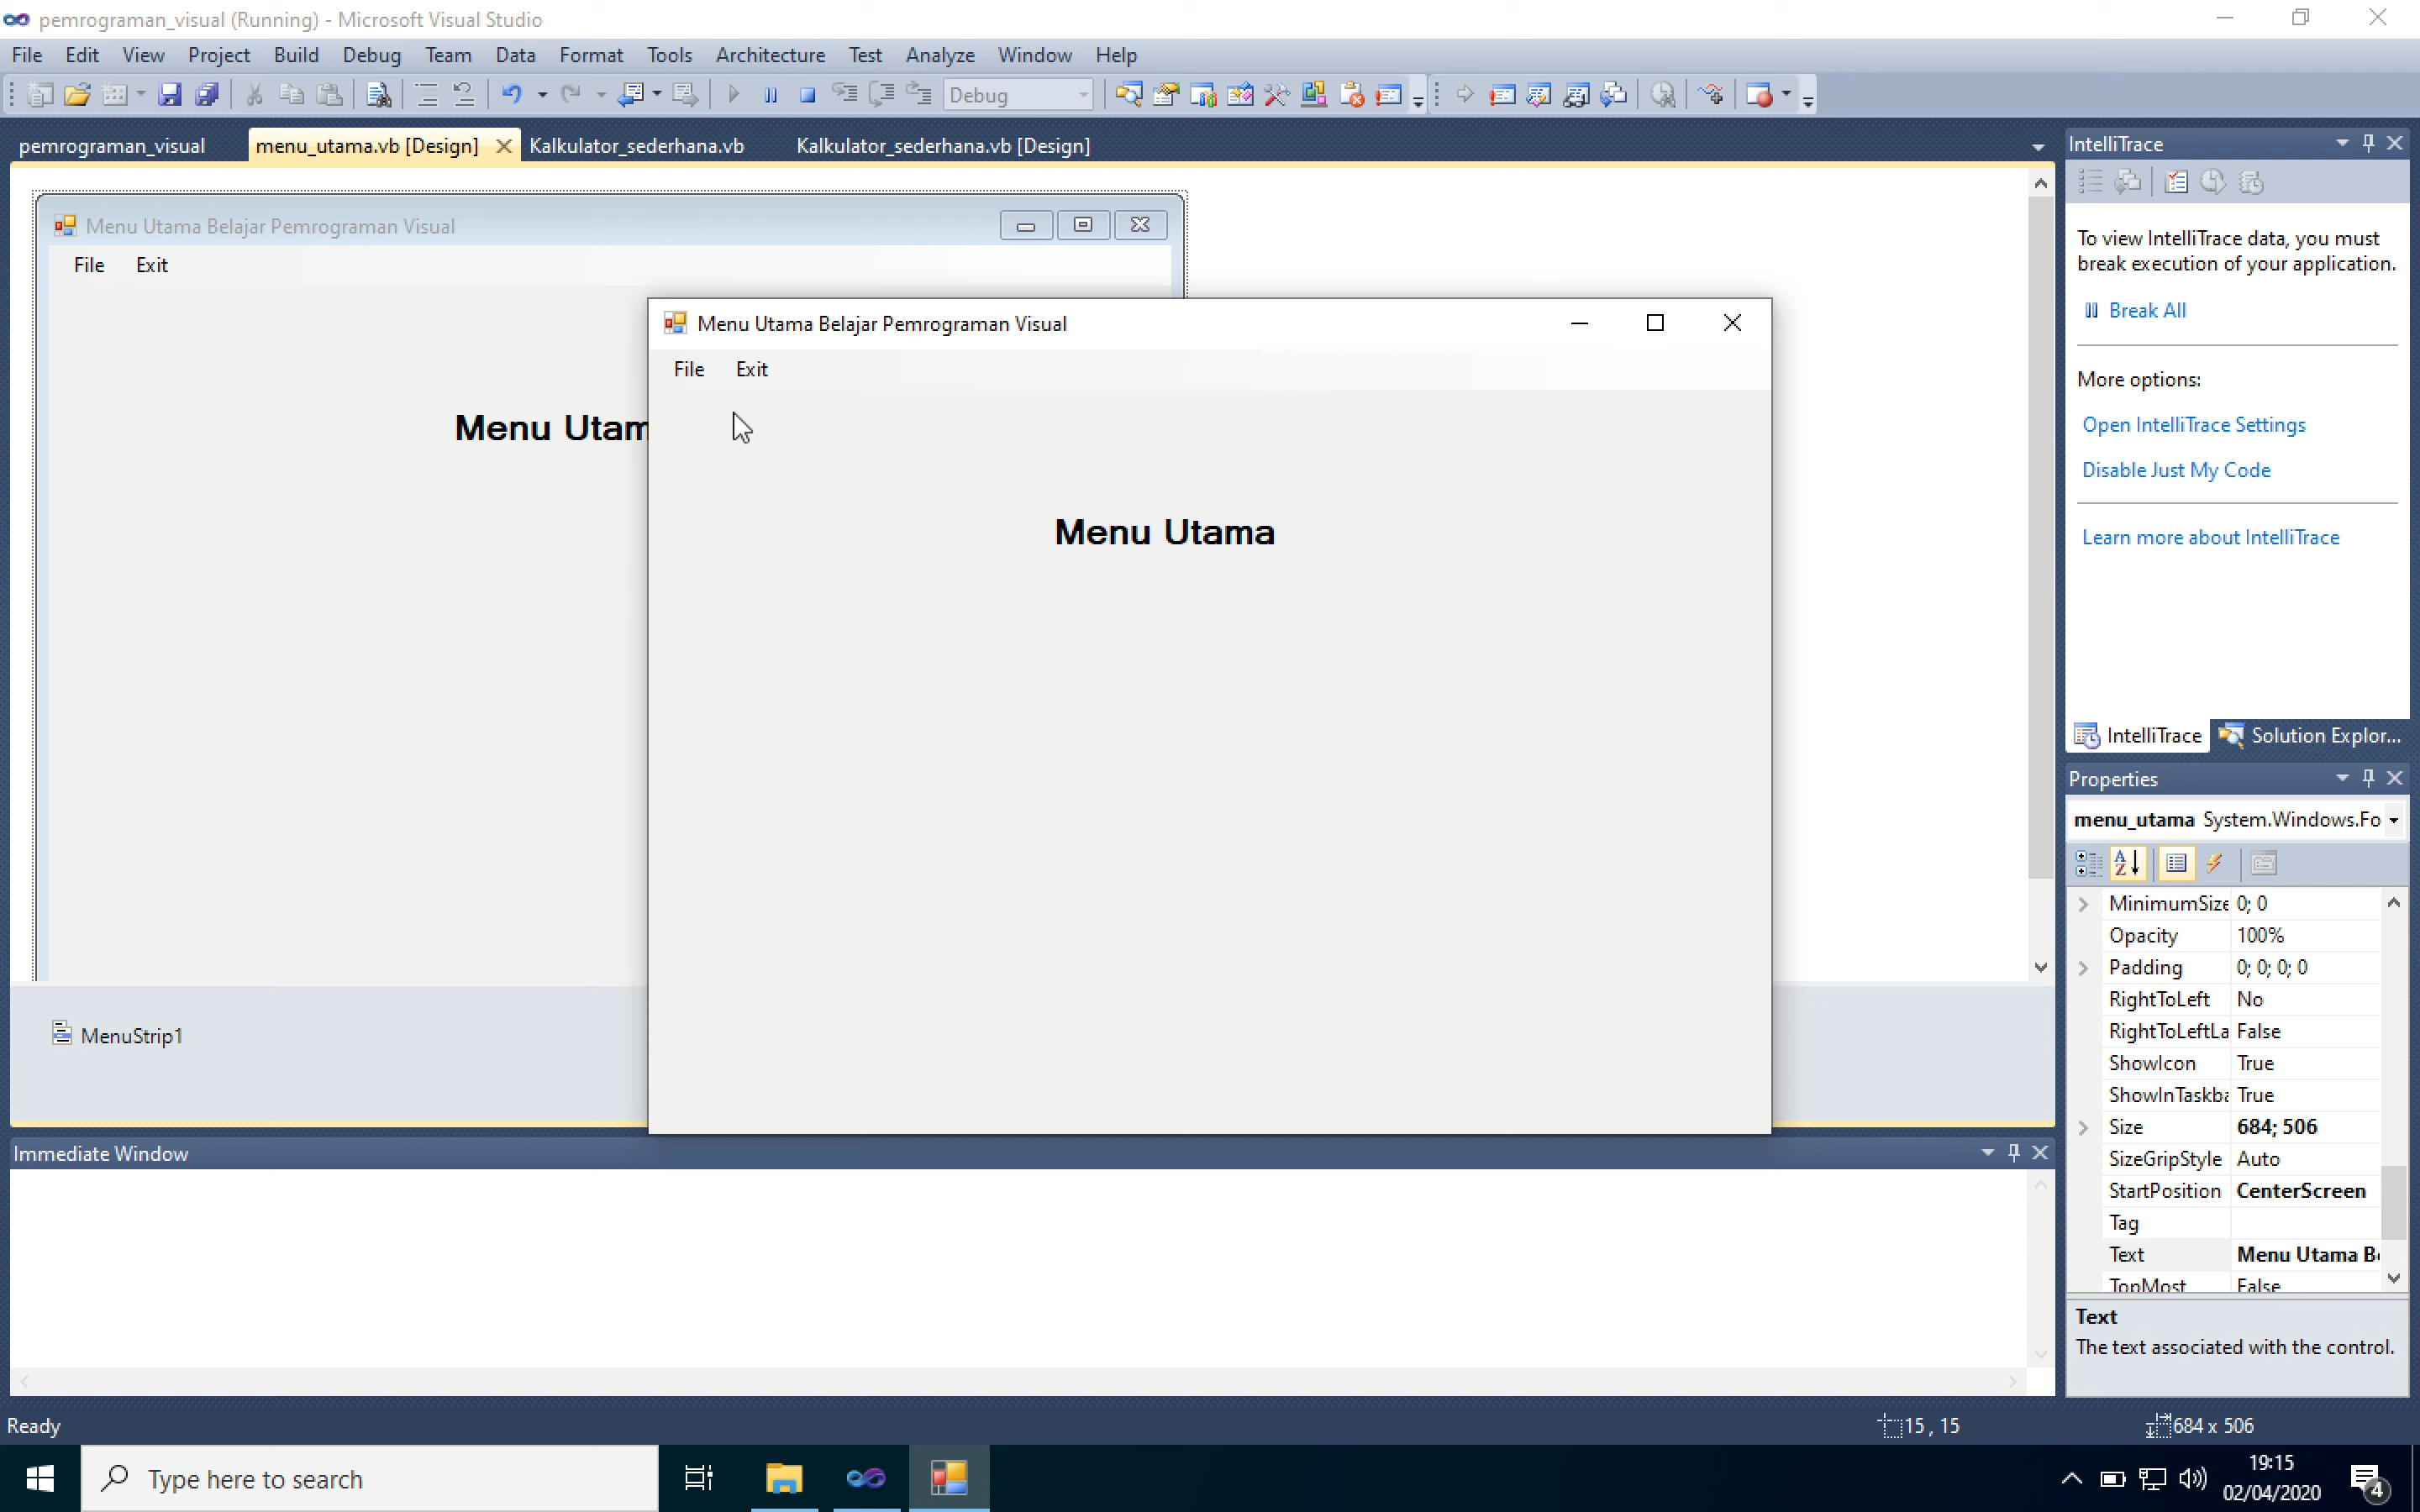 pemrograman_visual (Running) - Microsoft Visual Studio
File Edit View Project Build Debug Team Data Format Tools Architecture Test Analyze Window Help
Debug
pemrograman_visual menu_utama.vb [Design] Kalkulator_sederhana.vb Kalkulator_sederhana.vb [Design]
Menu Utama Belajar Pemrograman Visual
File Exit
Menu Utam
Menu Utama Belajar Pemrograman Visual
File Exit
Menu Utama
MenuStrip1
Immediate Window
IntelliTrace
To view IntelliTrace data, you must
break execution of your application.
Break All
More options:
Open IntelliTrace Settings
Disable Just My Code
Learn more about IntelliTrace
IntelliTrace Solution Explor...
Properties
menu_utama System.Windows.Fo
MinimumSize 0; 0
Opacity 100%
Padding 0; 0; 0; 0
RightToLeft No
RightToLeftLa False
ShowIcon True
ShowInTaskba True
Size 684; 506
SizeGripStyle Auto
StartPosition CenterScreen
Tag
Text Menu Utama Be
TopMost False
Text
The text associated with the control.
Ready 15 , 15 684 x 506
Type here to search
19:15
02/04/2020
4